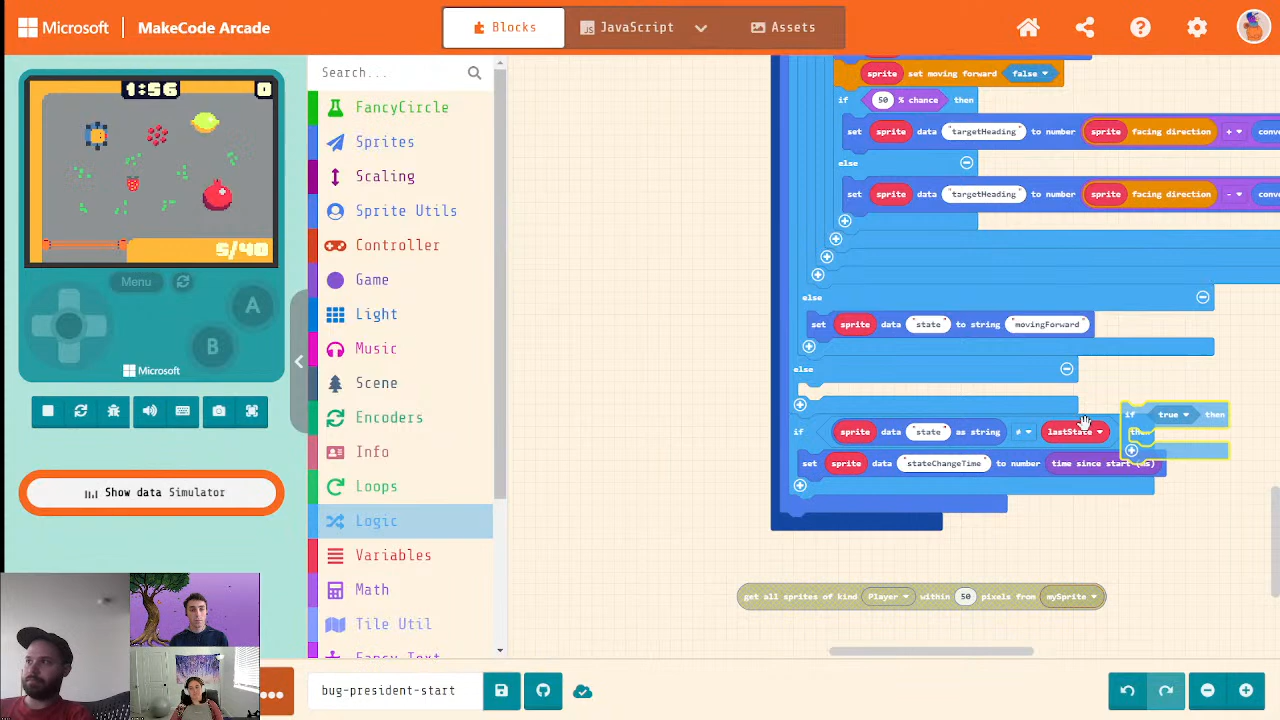 Microsoft
MakeCode Arcade
Blocks
JavaScript
Assets
1:56
0
5/40
Menu
A
B
Microsoft
Show data Simulator
Search...
FancyCircle
Sprites
Scaling
Sprite Utils
Controller
Game
Light
Music
Scene
Encoders
Info
Loops
Logic
Variables
Math
Tile Util
Fancy Text
sprite set moving forward false
if 50 % chance then
set sprite data "targetHeading" to number sprite facing direction +
else
set sprite data "targetHeading" to number sprite facing direction -
else
set sprite data "state" to string "movingForward"
else
if true then
if sprite data "state" as string ≠ lastState
set sprite data "stateChangeTime" to number time since start (ms)
get all sprites of kind Player within 50 pixels from mySprite
bug-president-start